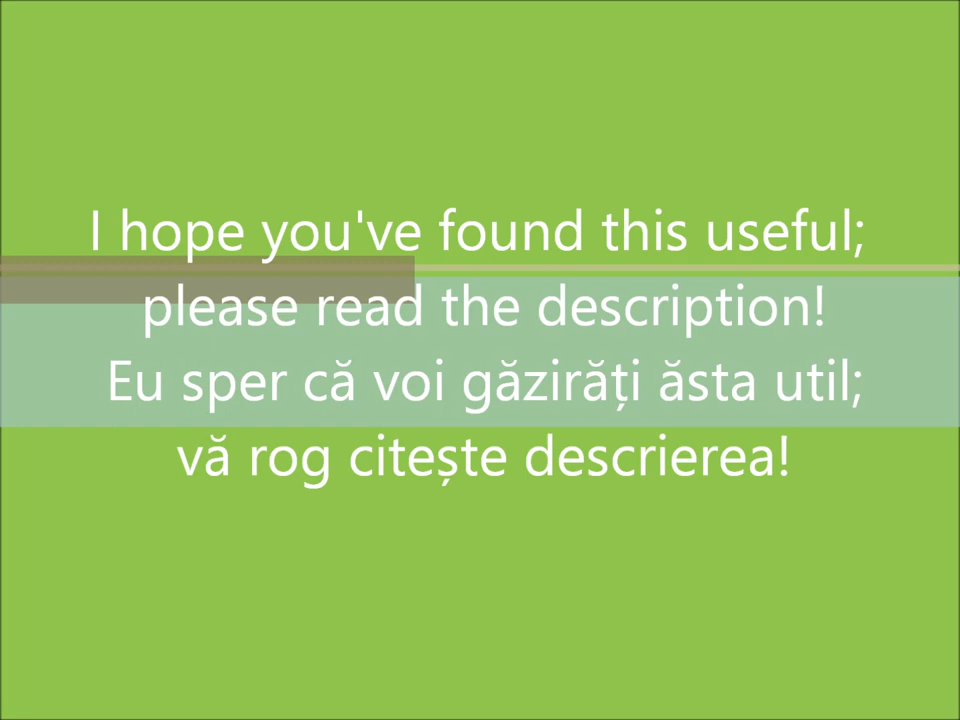 I hope you've found this useful;
please read the description!
Eu sper că voi găzirăți ăsta util;
vă rog citește descrierea!